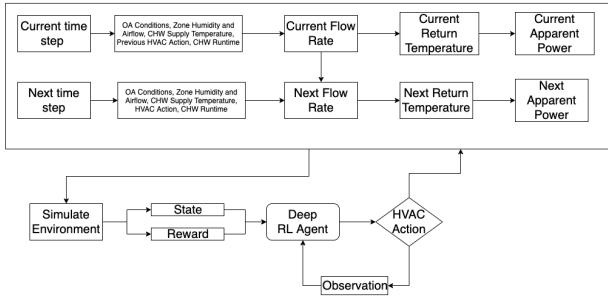 Current time
step
OA Conditions, Zone Humidity and
Airflow, CHW Supply Temperature,
Previous HVAC Action, CHW Runtime
Current Flow
Rate
Current
Return
Temperature
Current
Apparent
Power
Next time
step
OA Conditions, Zone Humidity and
Airflow, CHW Supply Temperature,
HVAC Action, CHW Runtime
Next Flow
Rate
Next Return
Temperature
Next
Apparent
Power
Simulate
Environment
State
Reward
Deep
RL Agent
HVAC
Action
Observation